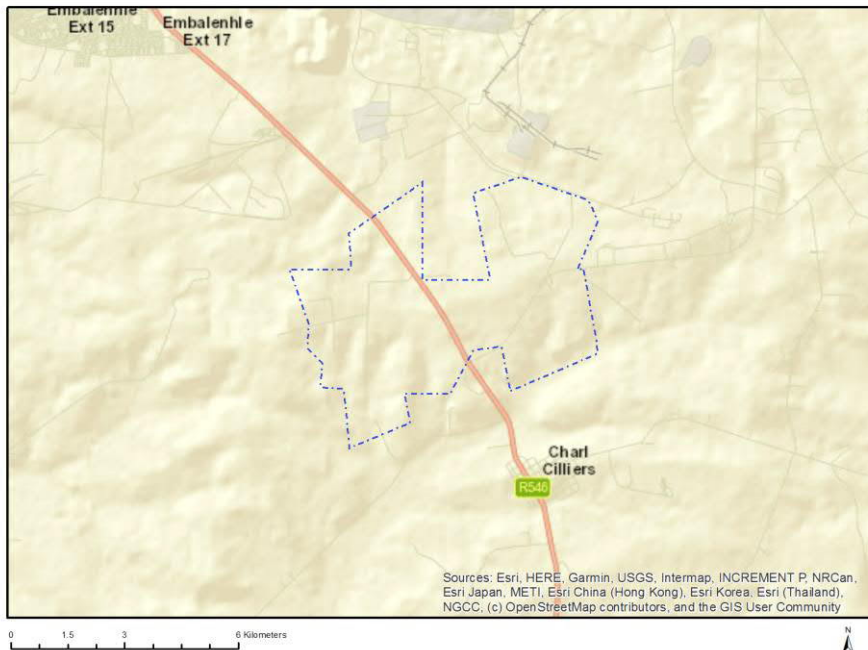 Embalenhle
Ext 15
Embalenhle
Ext 17
Charl
Cilliers
R546
Sources: Esri, HERE, Garmin, USGS, Intermap, INCREMENT P, NRCan,
Esri Japan, METI, Esri China (Hong Kong), Esri Korea, Esri (Thailand),
NGCC, (c) OpenStreetMap contributors, and the GIS User Community
0 1.5 3 6 Kilometers
N